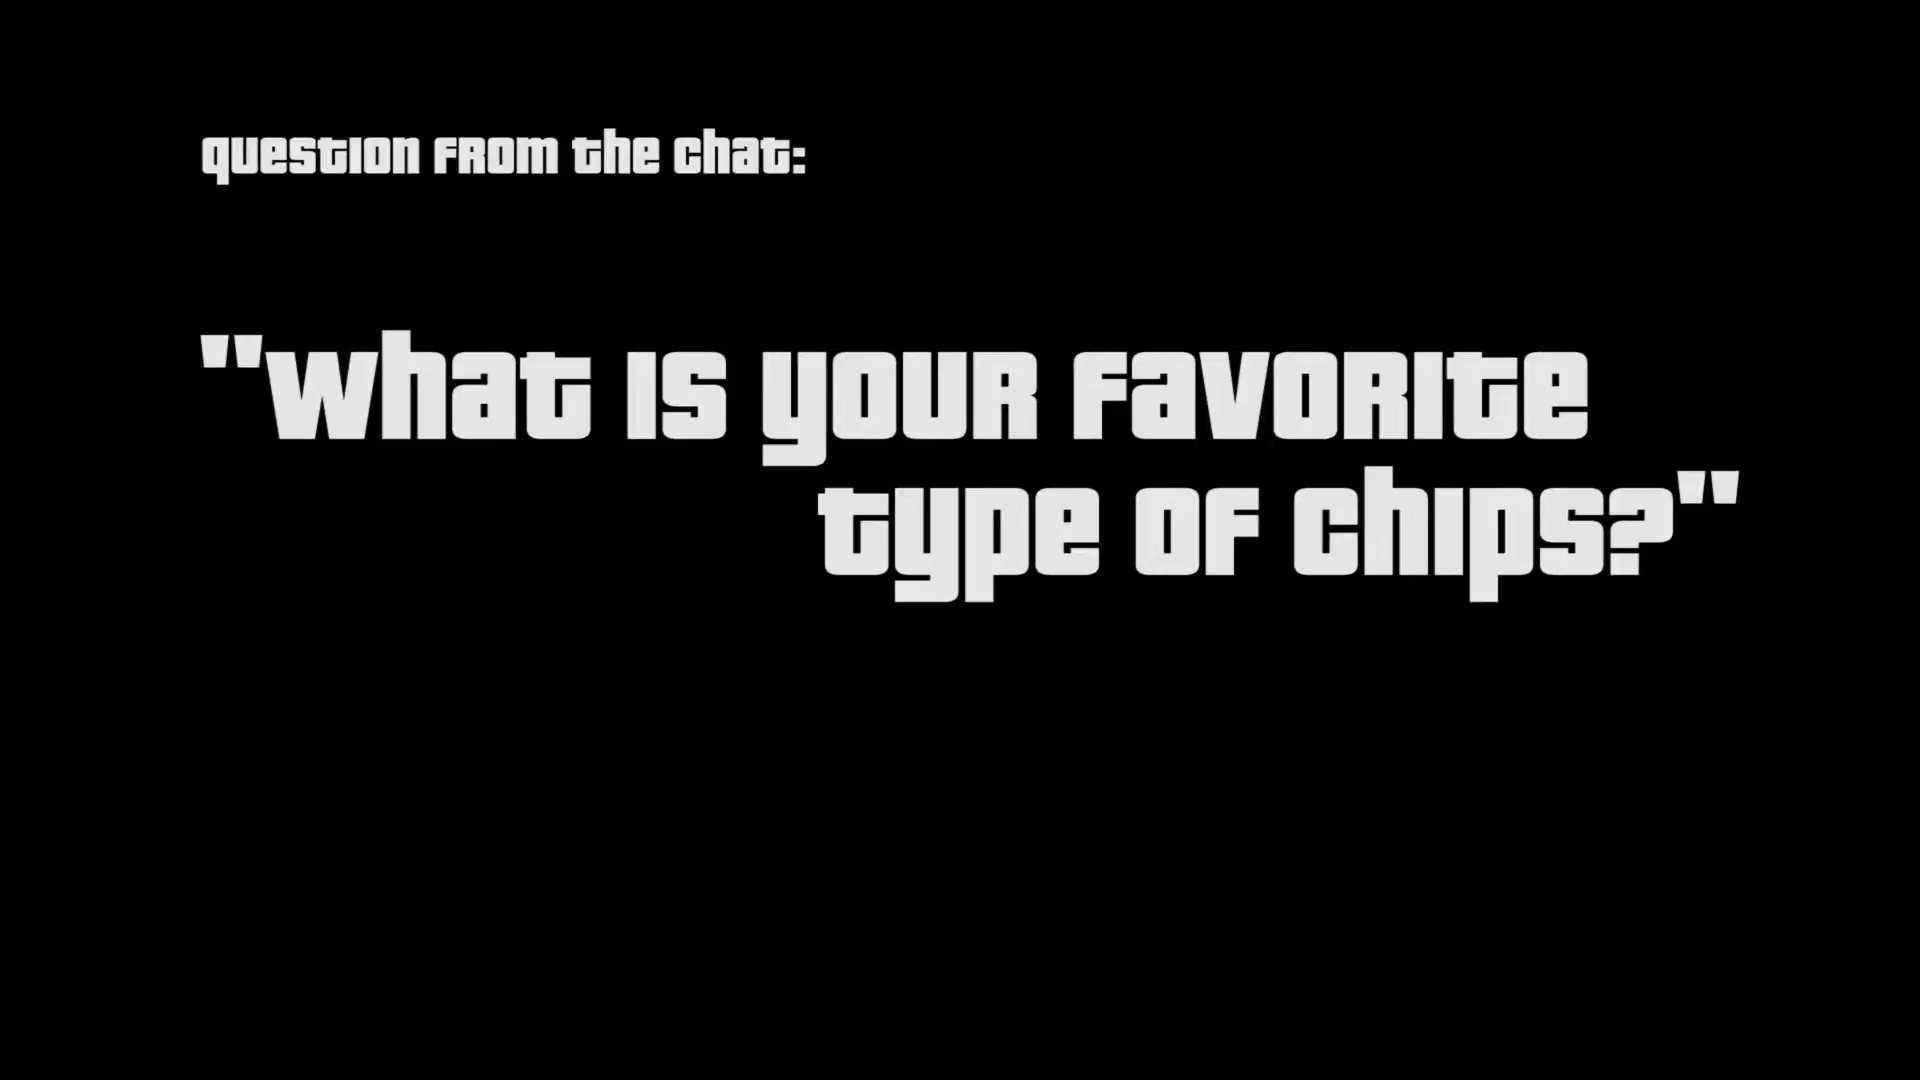 question from the chat:
"What is your favorite
type of chips?"